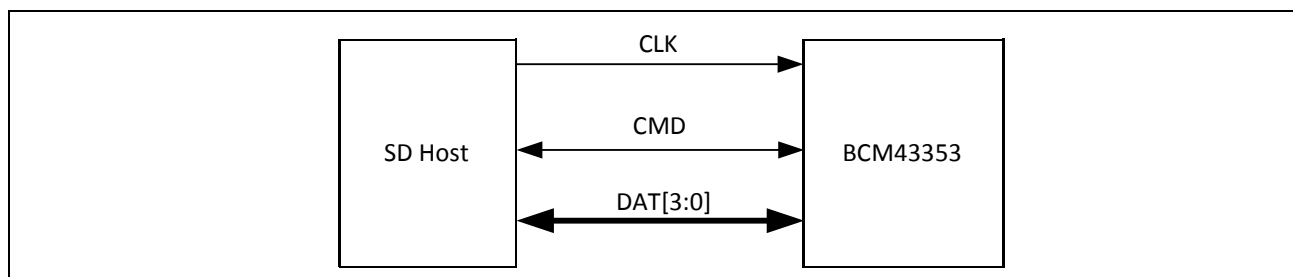 CLK
CMD
SD Host
BCM43353
DAT[3:0]